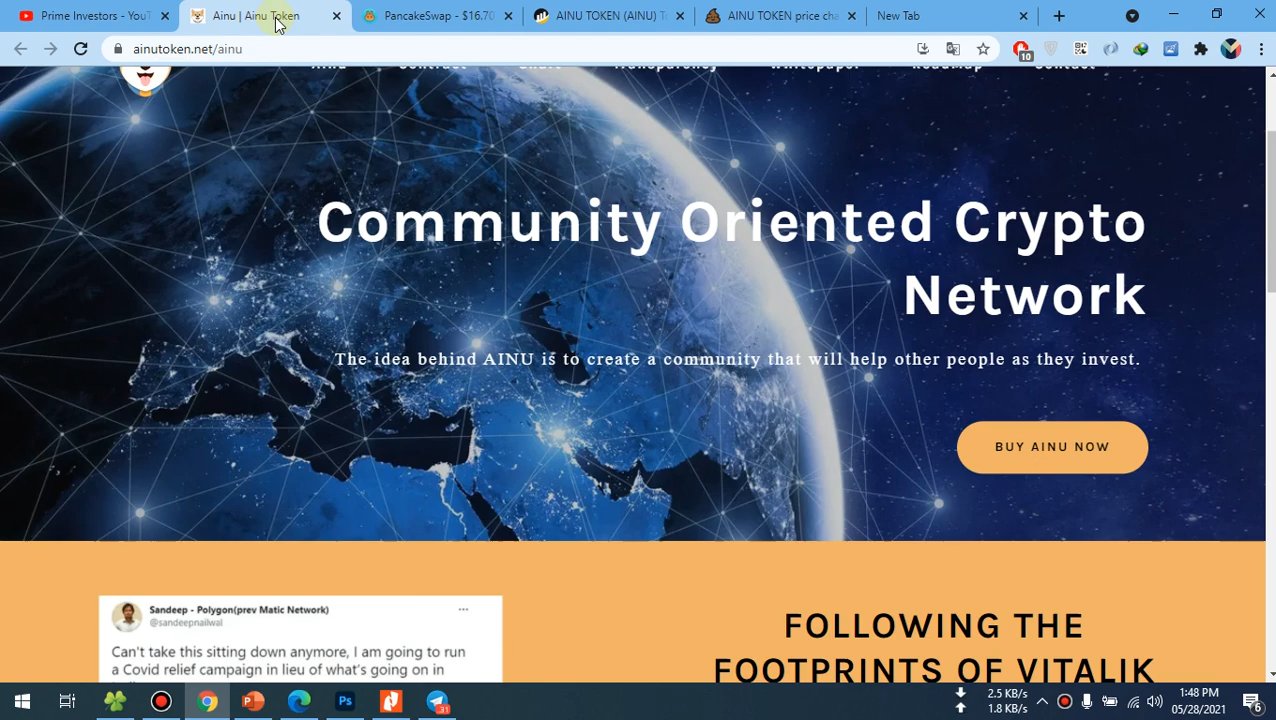 Prime Investors - YouT
Ainu | Ainu Token
PancakeSwap - $16.70
AINU TOKEN (AINU) T
AINU TOKEN price cha
New Tab
ainutoken.net/ainu
10
Community Oriented Crypto
Network
The idea behind AINU is to create a community that will help other people as they invest.
BUY AINU NOW
Sandeep - Polygon(prev Matic Network)
@sandeepnailwal
Can't take this sitting down anymore, I am going to run
a Covid relief campaign in lieu of what's going on in
FOLLOWING THE
FOOTPRINTS OF VITALIK
2.5 KB/s
1.8 KB/s
1:48 PM
05/28/2021
31
6